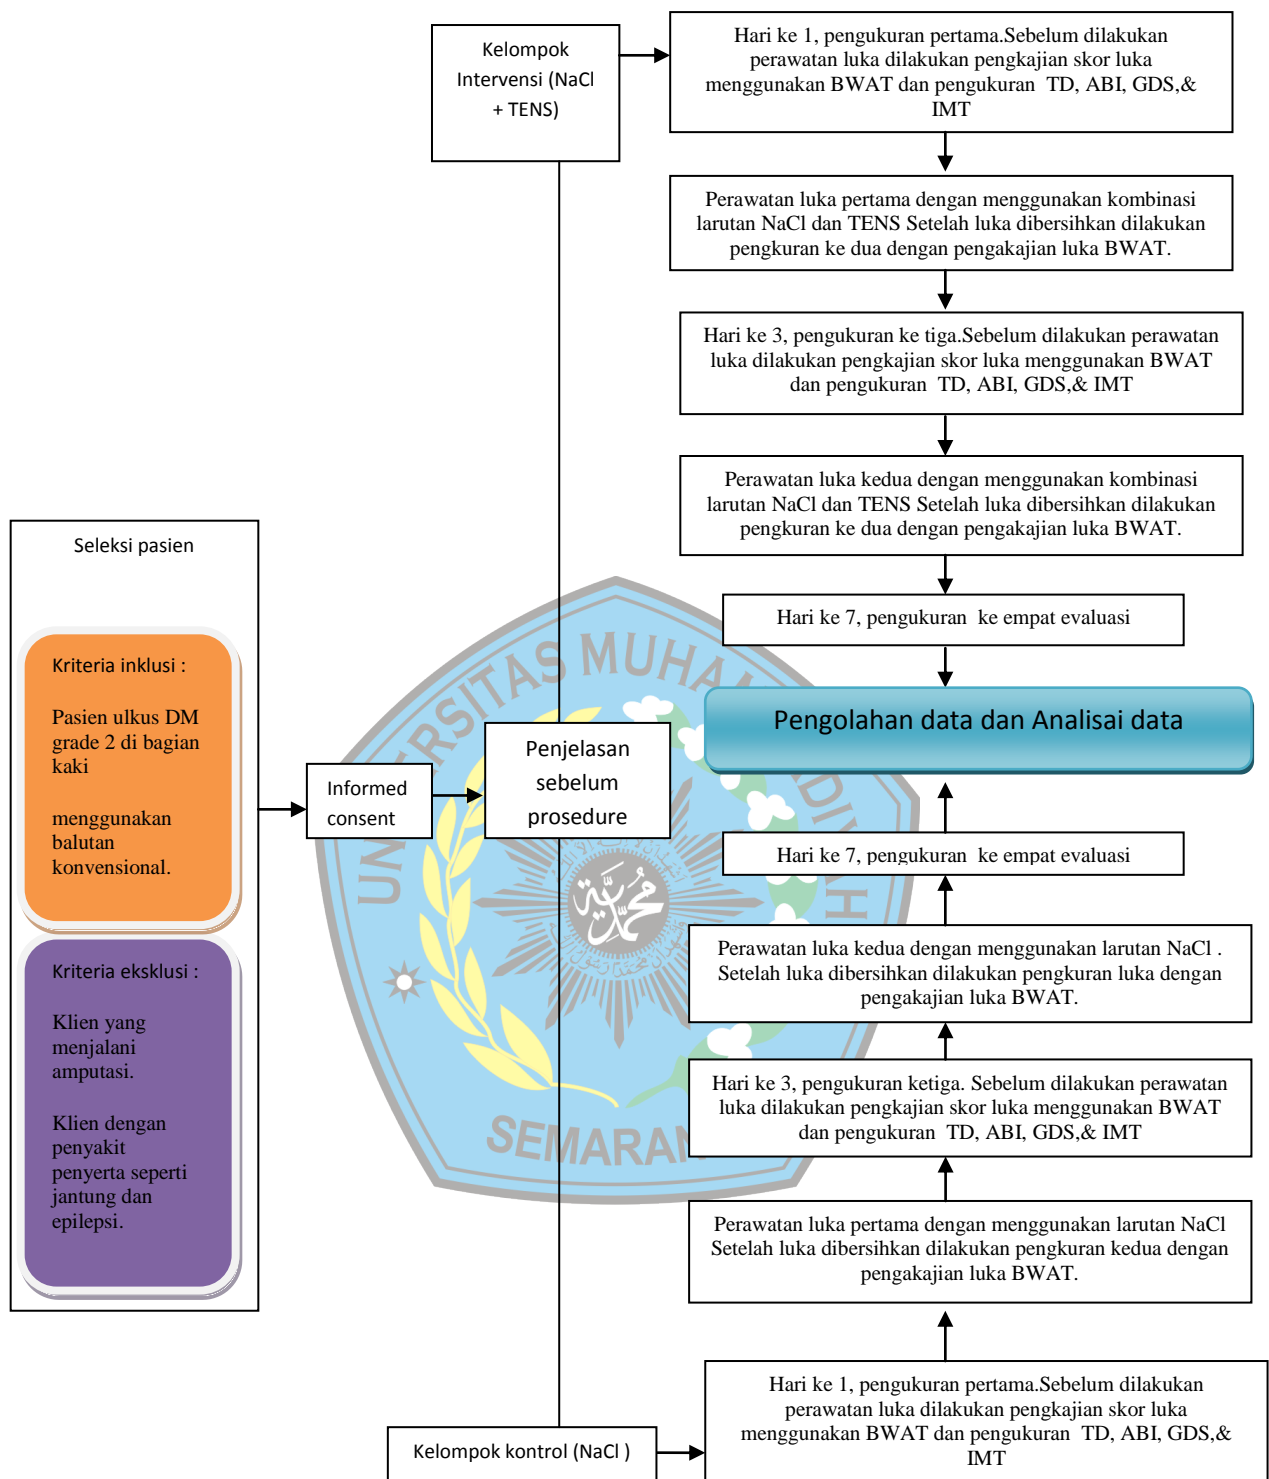 Kelompok
Intervensi (NaCl
+ TENS)
Hari ke 1, pengukuran pertama.Sebelum dilakukan
perawatan luka dilakukan pengkajian skor luka
menggunakan BWAT dan pengukuran TD, ABI, GDS,&
IMT
Perawatan luka pertama dengan menggunakan kombinasi
larutan NaCl dan TENS Setelah luka dibersihkan dilakukan
pengkuran ke dua dengan pengakajian luka BWAT.
Hari ke 3, pengukuran ke tiga.Sebelum dilakukan perawatan
luka dilakukan pengkajian skor luka menggunakan BWAT
dan pengukuran TD, ABI, GDS,& IMT
Perawatan luka kedua dengan menggunakan kombinasi
larutan NaCl dan TENS Setelah luka dibersihkan dilakukan
pengkuran ke dua dengan pengakajian luka BWAT.
Hari ke 7, pengukuran ke empat evaluasi
Pengolahan data dan Analisai data
Seleksi pasien
Kriteria inklusi :
Pasien ulkus DM
grade 2 di bagian
kaki
menggunakan
balutan
konvensional.
Kriteria eksklusi :
Klien yang
menjalani
amputasi.
Klien dengan
penyakit
penyerta seperti
jantung dan
epilepsi.
Informed
consent
Penjelasan
sebelum
prosedure
Hari ke 7, pengukuran ke empat evaluasi
Perawatan luka kedua dengan menggunakan larutan NaCl .
Setelah luka dibersihkan dilakukan pengkuran luka dengan
pengakajian luka BWAT.
Hari ke 3, pengukuran ketiga. Sebelum dilakukan perawatan
luka dilakukan pengkajian skor luka menggunakan BWAT
dan pengukuran TD, ABI, GDS,& IMT
Perawatan luka pertama dengan menggunakan larutan NaCl
Setelah luka dibersihkan dilakukan pengkuran kedua dengan
pengakajian luka BWAT.
Kelompok kontrol (NaCl )
Hari ke 1, pengukuran pertama.Sebelum dilakukan
perawatan luka dilakukan pengkajian skor luka
menggunakan BWAT dan pengukuran TD, ABI, GDS,&
IMT
محمدية
SEMARAN